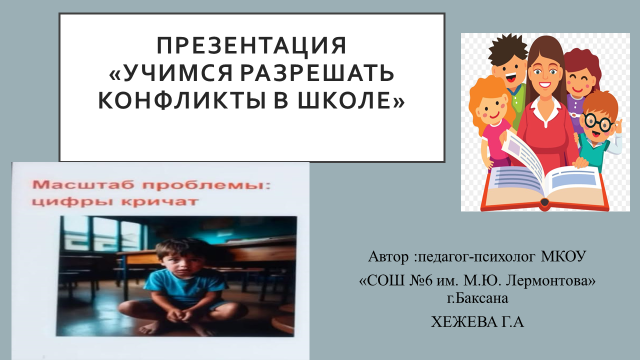 ПРЕЗЕНТАЦИЯ
«УЧИМСЯ РАЗРЕШАТЬ
КОНФЛИКТЫ В ШКОЛЕ»
Масштаб проблемы:
цифры кричат
Автор :педагог-психолог МКОУ
«СОШ №6 им. М.Ю. Лермонтова»
г.Баксана
ХЕЖЕВА Г.А